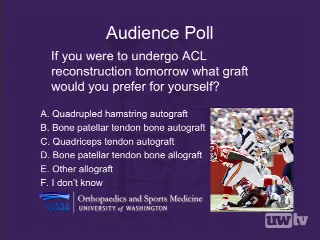 Audience Poll
If you were to undergo ACL
reconstruction tomorrow what graft
would you prefer for yourself?
A. Quadrupled hamstring autograft
B. Bone patellar tendon bone autograft
C. Quadriceps tendon autograft
D. Bone patellar tendon bone allograft
E. Other allograft
F. I don't know
Orthopaedics and Sports Medicine
UNIVERSITY of WASHINGTON
uwtv